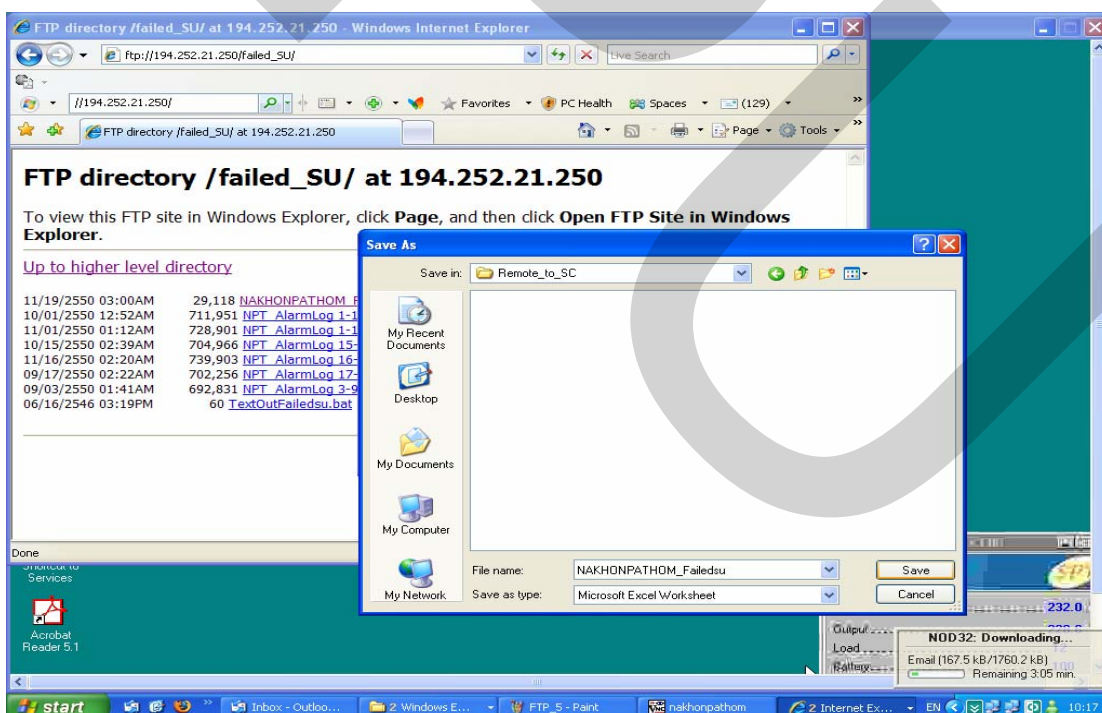 FTP directory /failed_SU/ at 194.252.21.250 - Windows Internet Explorer
ftp://194.252.21.250/failed_SU/
Live Search
//194.252.21.250/
Favorites
PC Health
Spaces
(129)
»
FTP directory /failed_SU/ at 194.252.21.250
Page
Tools
»
FTP directory /failed_SU/ at 194.252.21.250
To view this FTP site in Windows Explorer, click Page, and then click Open FTP Site in Windows
Explorer.
Up to higher level directory
11/19/2550 03:00AM 29,118 NAKHONPATHOM_F
10/01/2550 12:52AM 711,951 NPT_AlarmLog 1-1
11/01/2550 01:12AM 728,901 NPT_AlarmLog 1-1
10/15/2550 02:39AM 704,966 NPT_AlarmLog 15-
11/16/2550 02:20AM 739,903 NPT_AlarmLog 16-
09/17/2550 02:22AM 702,256 NPT_AlarmLog 17-
09/03/2550 01:41AM 692,831 NPT_AlarmLog 3-9
06/16/2546 03:19PM 60 TextOutFailedsu.bat
Done
Save As
Save in: Remote_to_SC
My Recent
Documents
Desktop
My Documents
My Computer
My Network
File name: NAKHONPATHOM_Failedsu
Save
Save as type: Microsoft Excel Worksheet
Cancel
Shortcut to
Services
Acrobat
Reader 5.1
232.0
Output
Load
Battery
NOD32: Downloading...
Email (167.5 kB/1760.2 kB)
Remaining 3:05 min.
start
»
Inbox - Outloo...
2 Windows E...
FTP_5 - Paint
nakhonpathom
2 Internet Ex...
EN
10:17